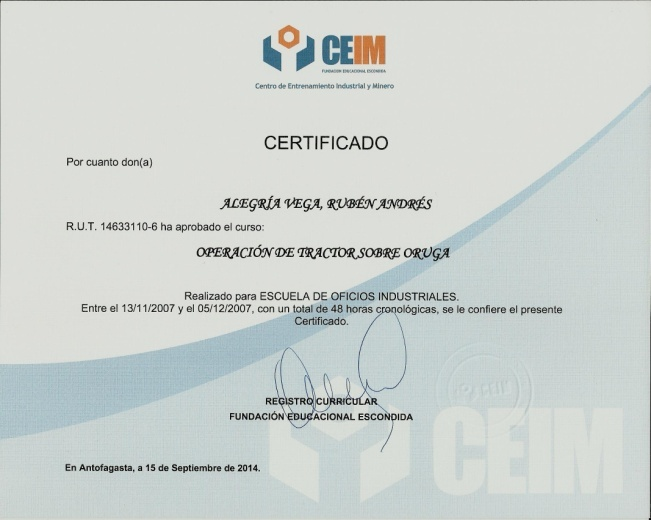 CEIM
FUNDACIÓN EDUCACIONAL ESCONDIDA
Centro de Entrenamiento Industrial y Minero
CERTIFICADO
Por cuanto don(a)
ALEGRÍA VEGA, RUBÉN ANDRÉS
R.U.T. 14633110-6 ha aprobado el curso:
OPERACIÓN DE TRACTOR SOBRE ORUGA
Realizado para ESCUELA DE OFICIOS INDUSTRIALES.
Entre el 13/11/2007 y el 05/12/2007, con un total de 48 horas cronológicas, se le confiere el presente
Certificado.
REGISTRO CURRICULAR
FUNDACIÓN EDUCACIONAL ESCONDIDA
CEIM
CEIM
En Antofagasta, a 15 de Septiembre de 2014.